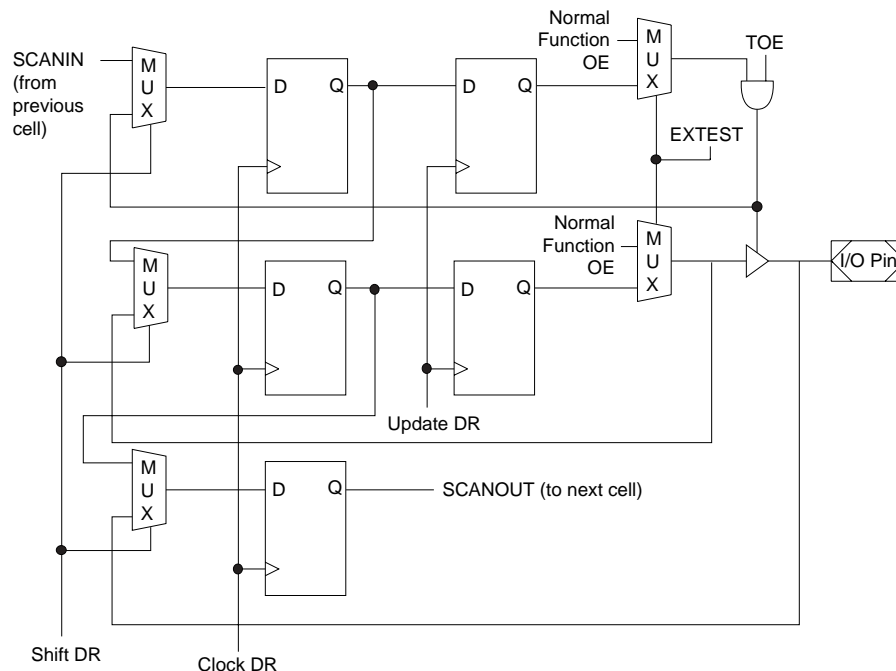 Normal
Function
OE
TOE
SCANIN
(from
previous
cell)
M
U
X
D
Q
D
Q
M
U
X
EXTEST
Normal
Function
OE
M
U
X
D
Q
D
Q
M
U
X
I/O Pin
Update DR
M
U
X
D
Q
SCANOUT (to next cell)
Shift DR
Clock DR